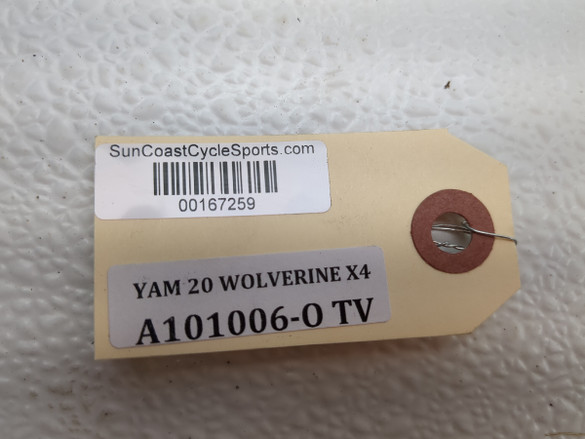 SunCoastCycleSports.com
00167259
YAM 20 WOLVERINE X4
A101006-O TV